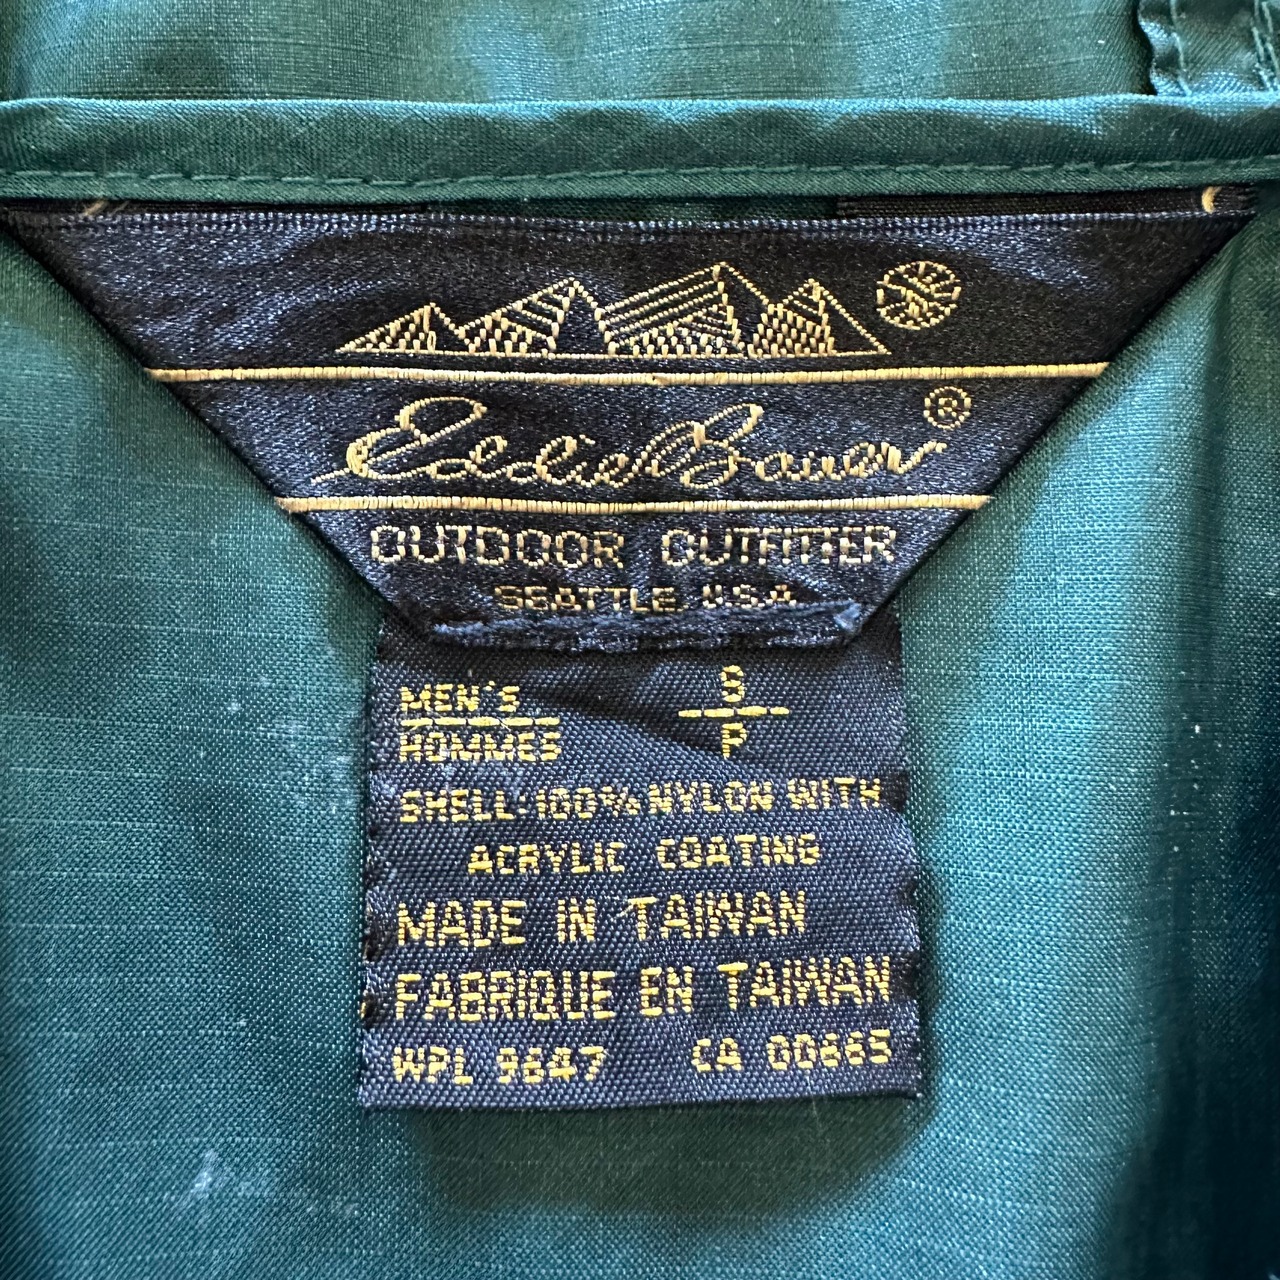 Eddie Bauer®
OUTDOOR OUTFITTER
SEATTLE U.S.A.
MEN'S
HOMMES
S
P
SHELL: 100% NYLON WITH
ACRYLIC COATING
MADE IN TAIWAN
FABRIQUE EN TAIWAN
WPL 9647 CA 00665